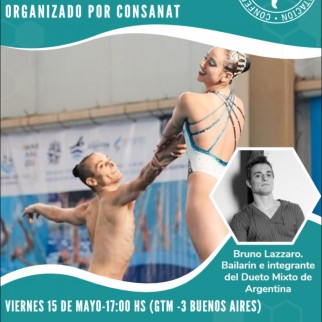 ORGANIZADO POR CONSANAT
Bruno Lazzaro.
Bailarin e integrante
del Dueto Mixto de
Argentina
VIERNES 15 DE MAYO-17:00 HS (GTM -3 BUENOS AIRES)